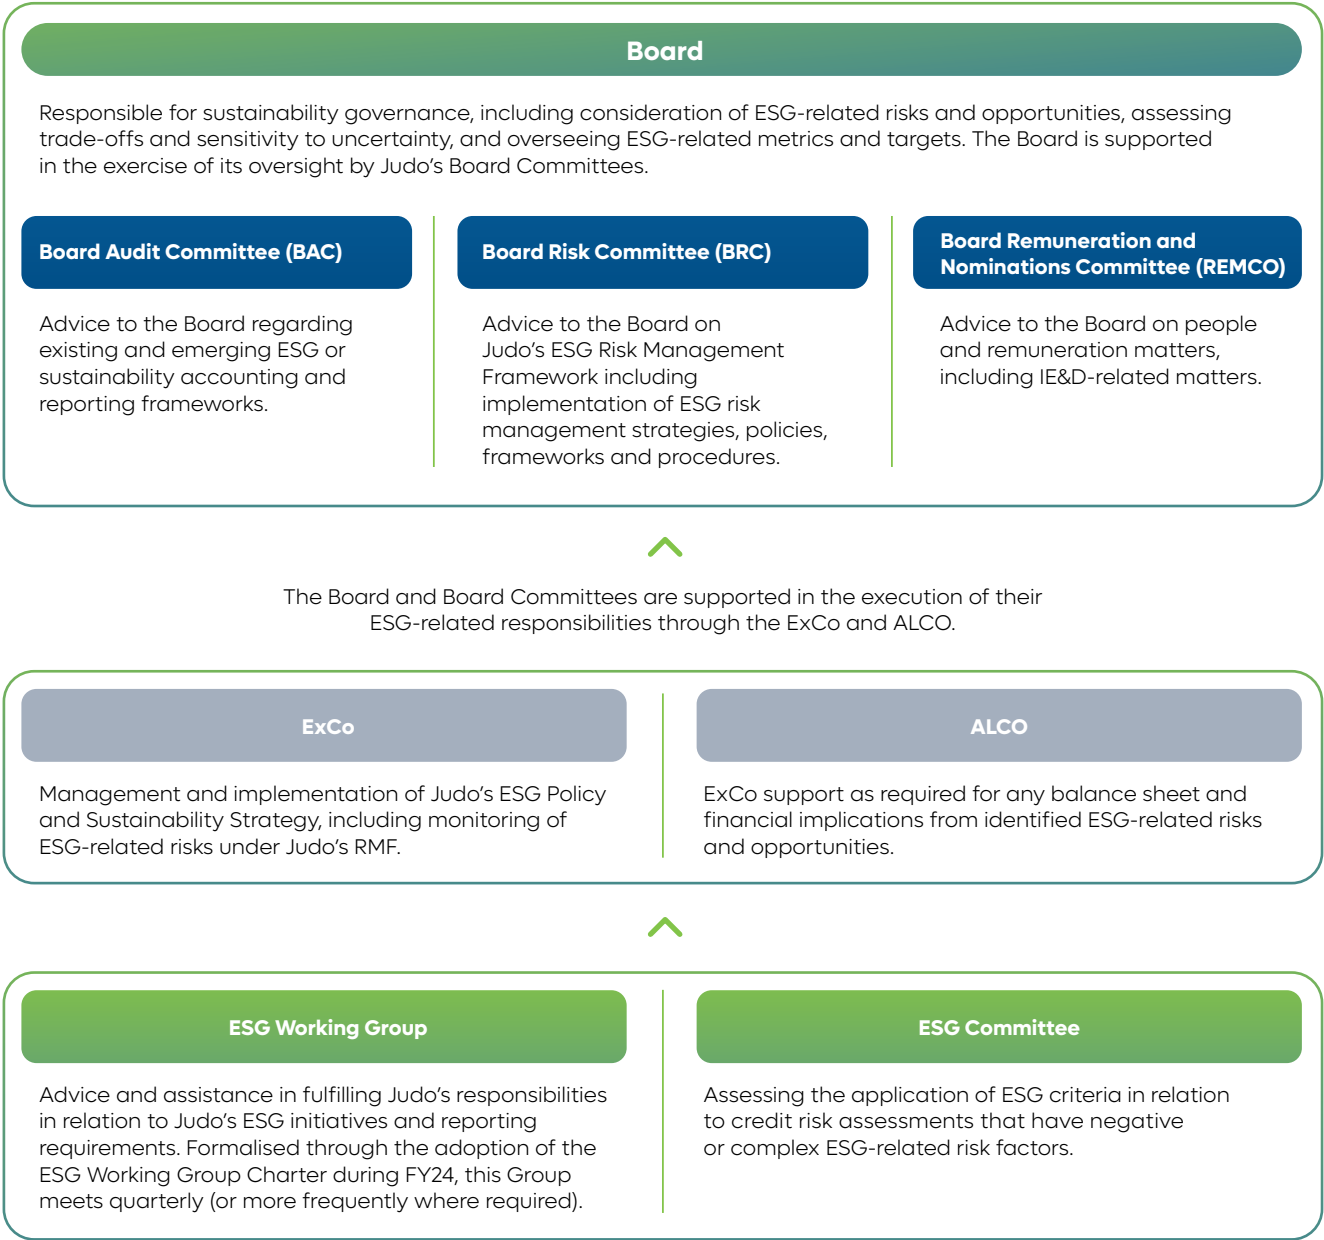 Board
Responsible for sustainability governance, including consideration of ESG-related risks and opportunities, assessing
trade-offs and sensitivity to uncertainty, and overseeing ESG-related metrics and targets. The Board is supported
in the exercise of its oversight by Judo’s Board Committees.
Board Audit Committee (BAC)
Advice to the Board regarding
existing and emerging ESG or
sustainability accounting and
reporting frameworks.
Board Risk Committee (BRC)
Advice to the Board on
Judo’s ESG Risk Management
Framework including
implementation of ESG risk
management strategies, policies,
frameworks and procedures.
Board Remuneration and
Nominations Committee (REMCO)
Advice to the Board on people
and remuneration matters,
including IE&D-related matters.
The Board and Board Committees are supported in the execution of their
ESG-related responsibilities through the ExCo and ALCO.
ExCo
Management and implementation of Judo’s ESG Policy
and Sustainability Strategy, including monitoring of
ESG-related risks under Judo’s RMF.
ALCO
ExCo support as required for any balance sheet and
financial implications from identified ESG-related risks
and opportunities.
ESG Working Group
Advice and assistance in fulfilling Judo’s responsibilities
in relation to Judo’s ESG initiatives and reporting
requirements. Formalised through the adoption of the
ESG Working Group Charter during FY24, this Group
meets quarterly (or more frequently where required).
ESG Committee
Assessing the application of ESG criteria in relation
to credit risk assessments that have negative
or complex ESG-related risk factors.